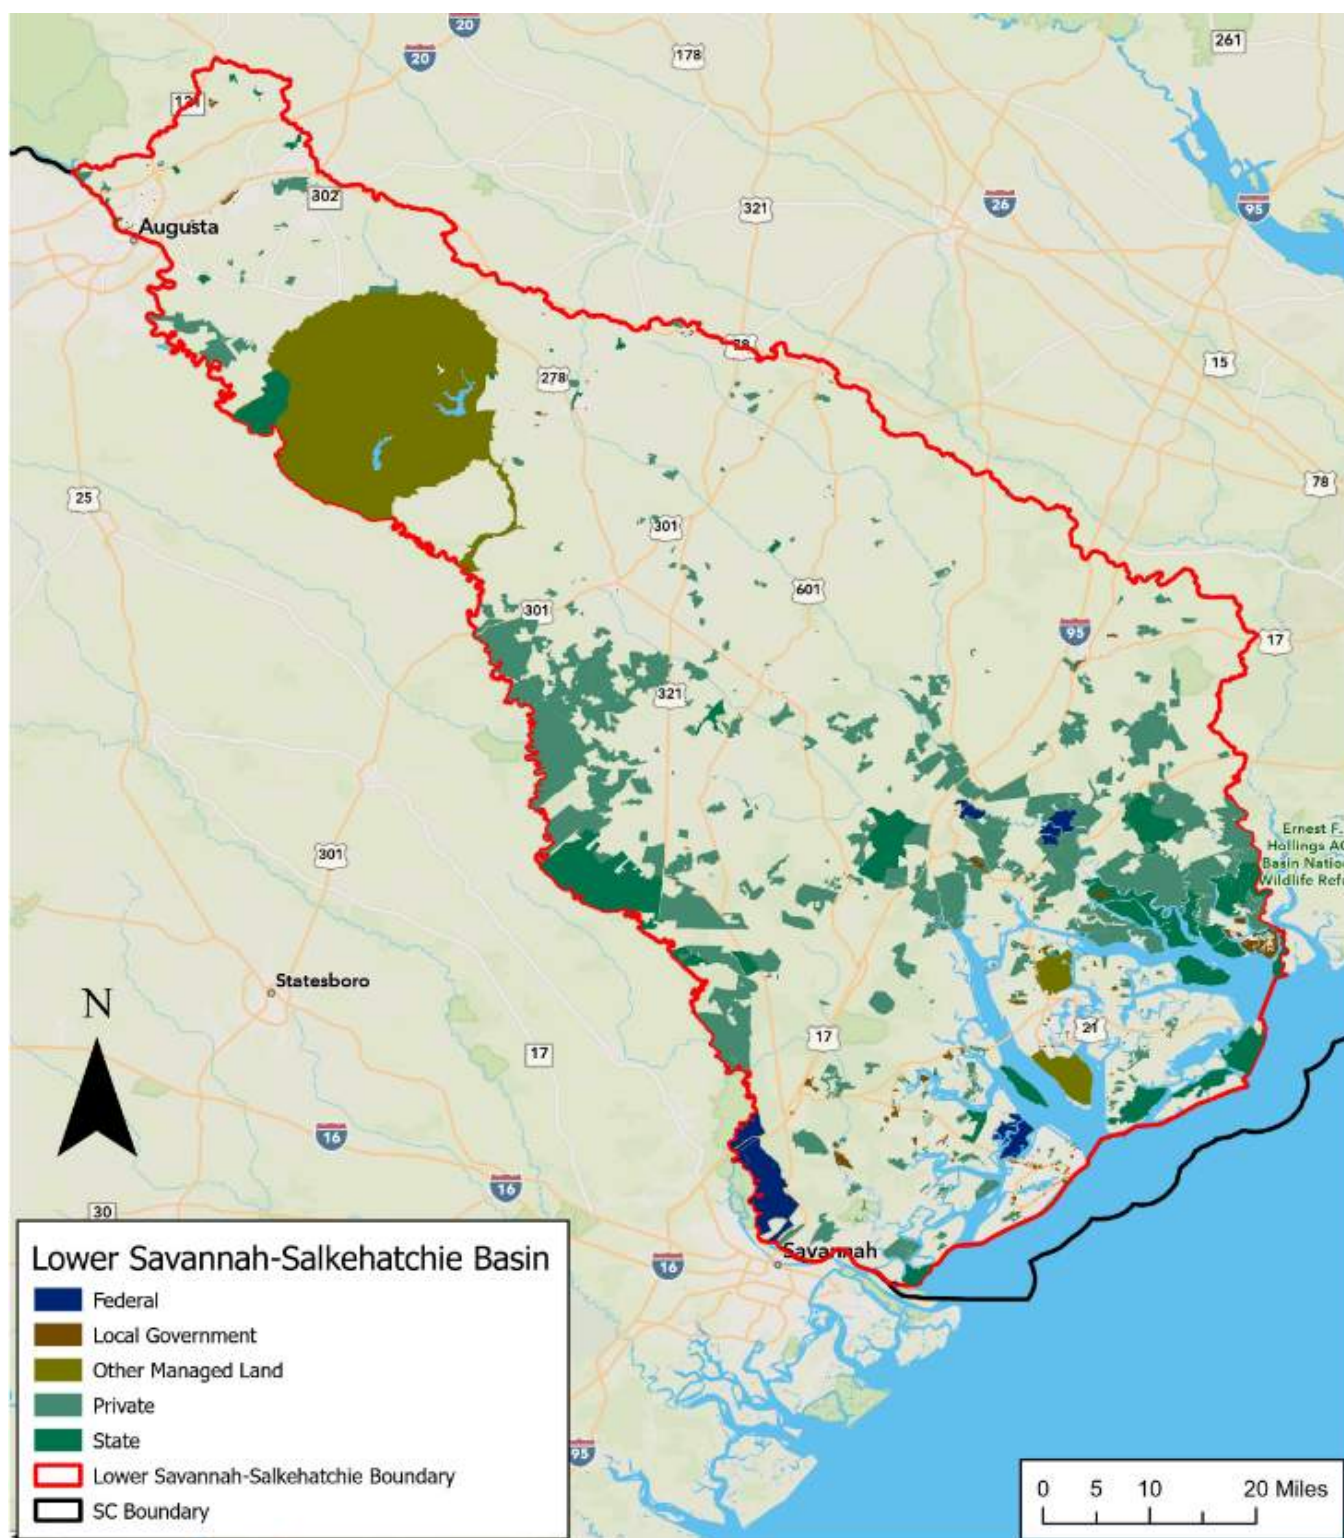 20
20
178
261
121
302
Augusta
321
26
95
278
78
15
25
78
301
601
301
95
17
321
301
Ernest F.
Hollings AC
Basin Natio
Wildlife Refu
Statesboro
N
17
17
21
16
16
30
Savannah
16
95
Lower Savannah-Salkehatchie Basin
Federal
Local Government
Other Managed Land
Private
State
Lower Savannah-Salkehatchie Boundary
SC Boundary
0 5 10 20 Miles